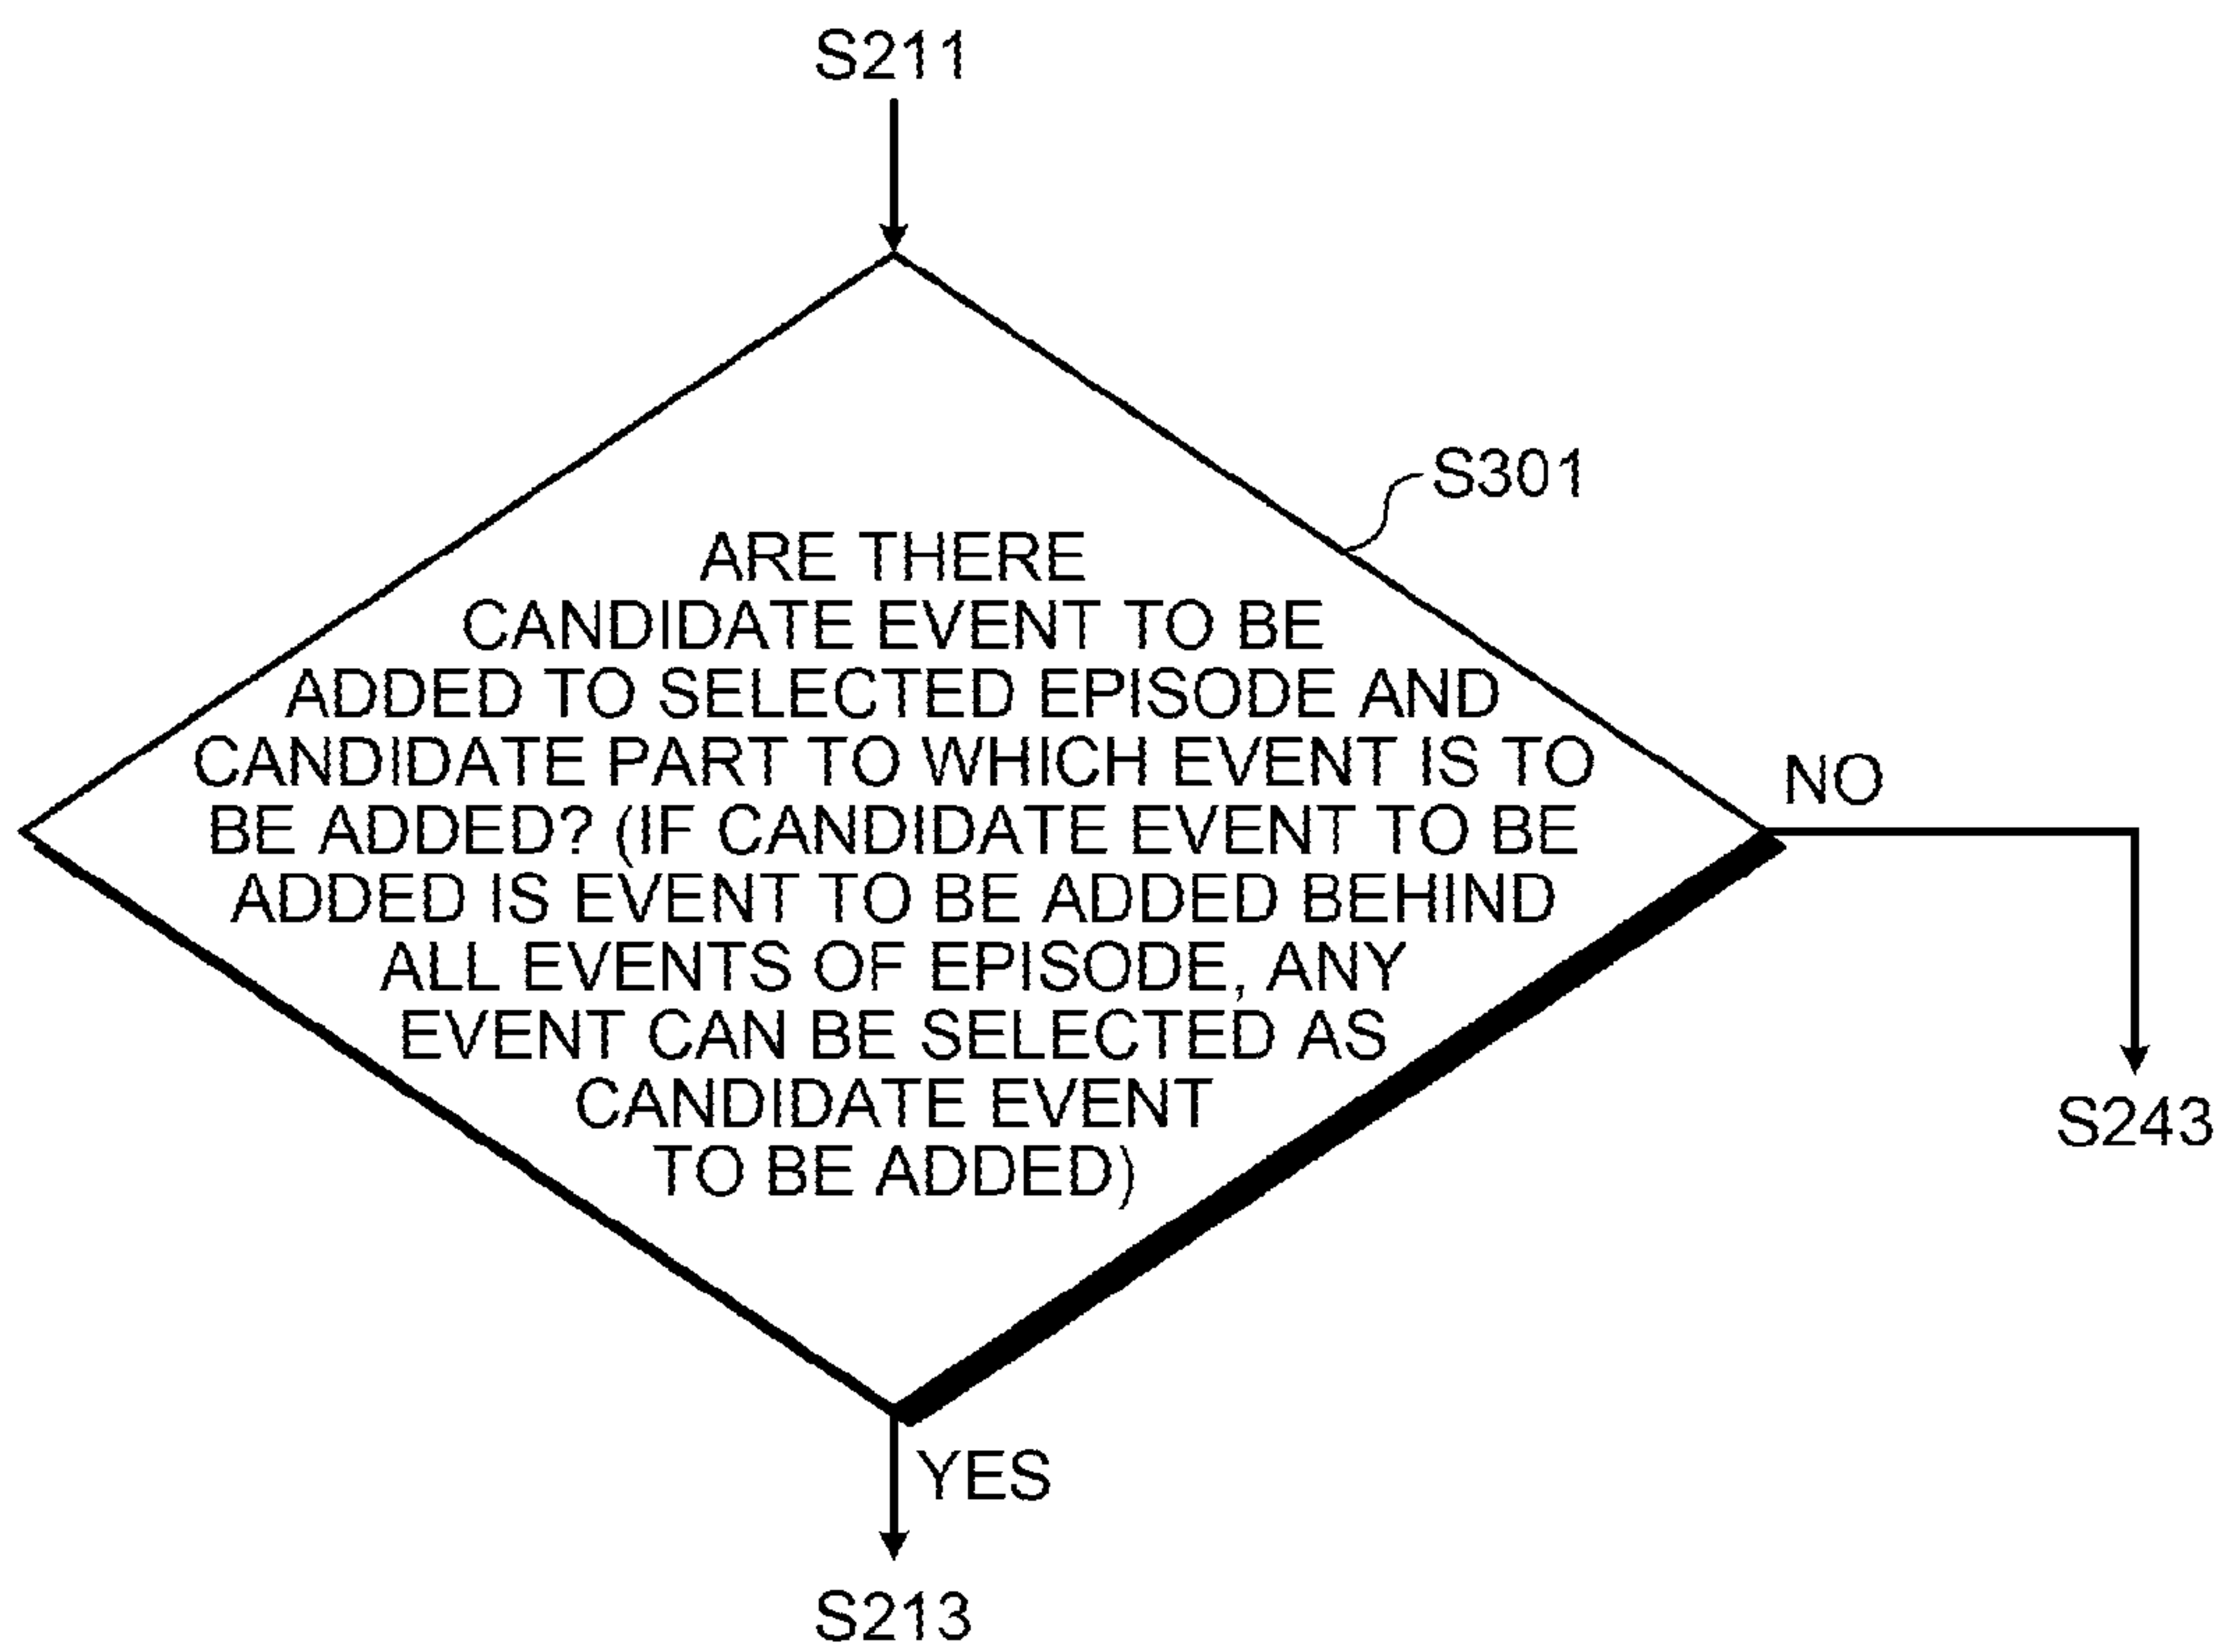 S211
S301
ARE THERE
CANDIDATE EVENT TO BE
ADDED TO SELECTED EPISODE AND
CANDIDATE PART TO WHICH EVENT IS TO
BE ADDED? (IF CANDIDATE EVENT TO BE
ADDED IS EVENT TO BE ADDED BEHIND
ALL EVENTS OF EPISODE, ANY
EVENT CAN BE SELECTED AS
CANDIDATE EVENT
TO BE ADDED)
NO
S243
YES
S213